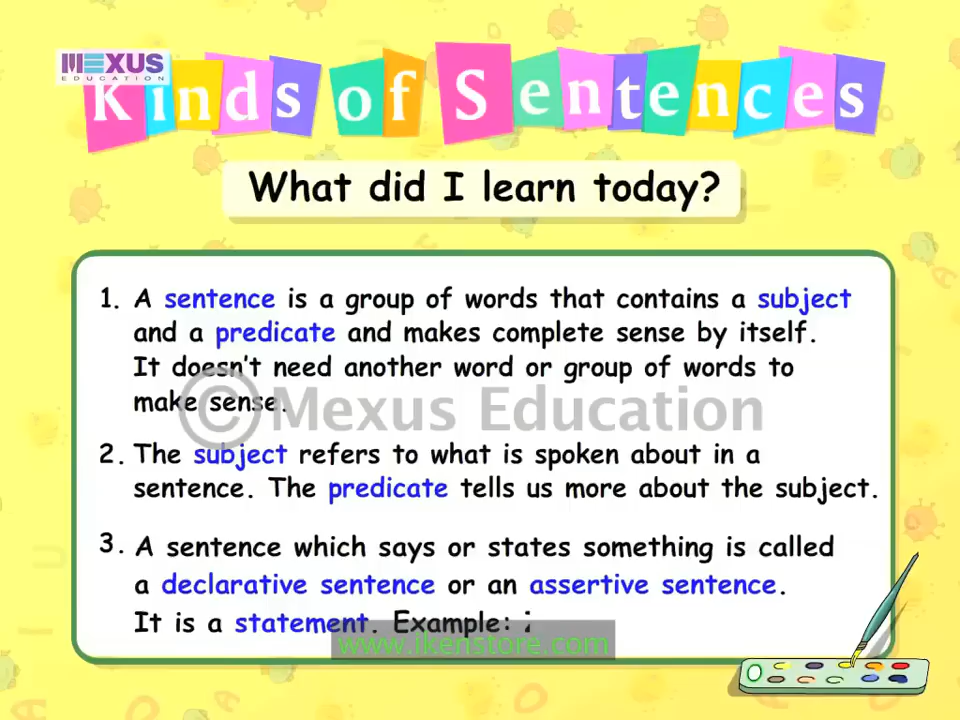 MEXUS
EDUCATION
Kinds of Sentences
What did I learn today?
1. A sentence is a group of words that contains a subject
and a predicate and makes complete sense by itself.
It doesn't need another word or group of words to
make sense.
© Mexus Education
2. The subject refers to what is spoken about in a
sentence. The predicate tells us more about the subject.
3. A sentence which says or states something is called
a declarative sentence or an assertive sentence.
It is a statement. Example:
www.ikenstore.com